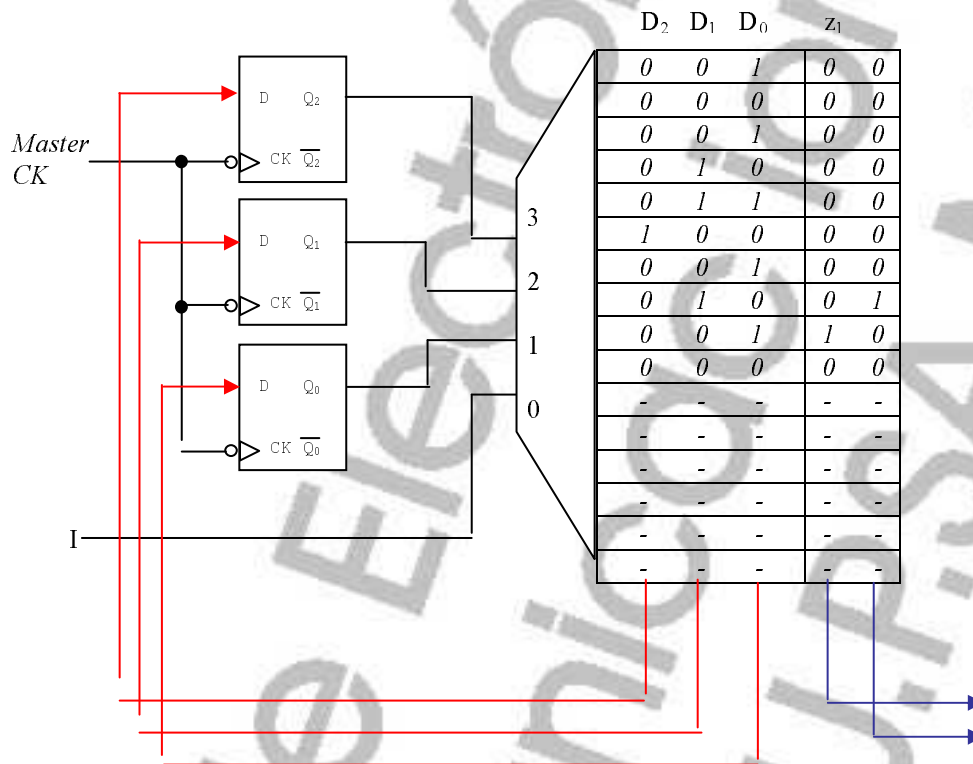 D₂ D₁ D₀ z₁
0 0 1 0 0
0 0 0 0 0
0 0 1 0 0
0 1 0 0 0
0 1 1 0 0
1 0 0 0 0
0 0 1 0 0
0 1 0 0 1
0 0 1 1 0
0 0 0 0 0
- - - - -
- - - - -
- - - - -
- - - - -
- - - - -
- - - - -
Master
CK
D Q₂
CK Q̅₂
D Q₁
CK Q̅₁
D Q₀
CK Q̅₀
3
2
1
0
I